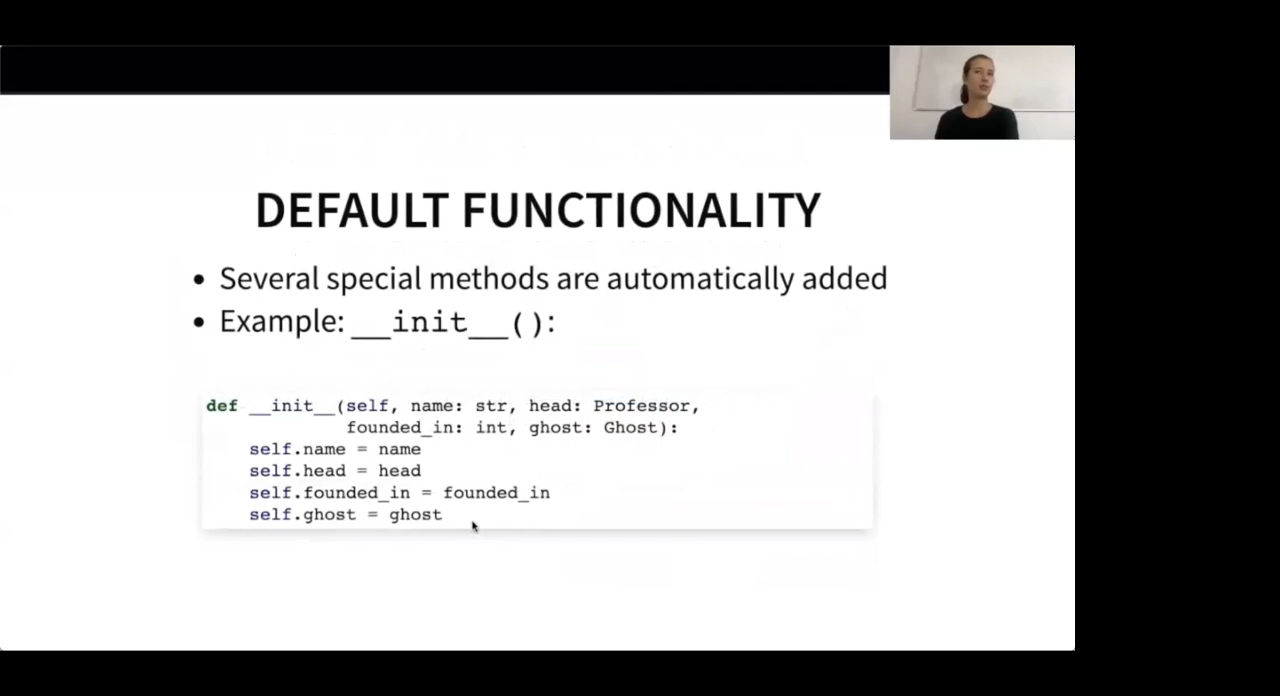 DEFAULT FUNCTIONALITY
• Several special methods are automatically added
• Example: __init__():
def __init__(self, name: str, head: Professor,
             founded_in: int, ghost: Ghost):
    self.name = name
    self.head = head
    self.founded_in = founded_in
    self.ghost = ghost